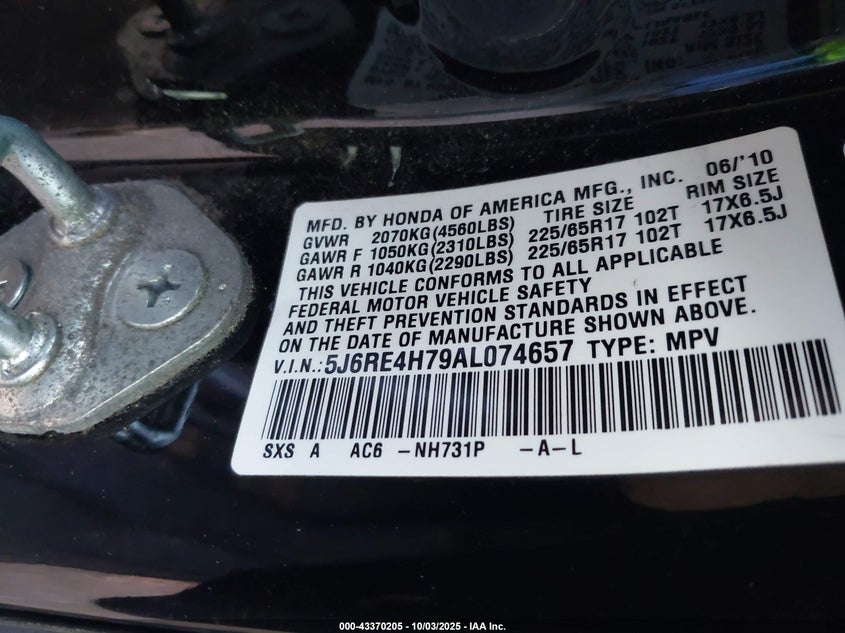 MFD. BY HONDA OF AMERICA MFG., INC. 06/'10
GVWR 2070KG(4560LBS) TIRE SIZE RIM SIZE
GAWR F 1050KG(2310LBS) 225/65R17 102T 17X6.5J
GAWR R 1040KG(2290LBS) 225/65R17 102T 17X6.5J
THIS VEHICLE CONFORMS TO ALL APPLICABLE
FEDERAL MOTOR VEHICLE SAFETY
AND THEFT PREVENTION STANDARDS IN EFFECT
ON THE DATE OF MANUFACTURE SHOWN ABOVE.
V.I.N.:5J6RE4H79AL074657 TYPE: MPV
SXS A AC6 -NH731P -A-L
000-43370205 - 10/03/2025 - IAA Inc.